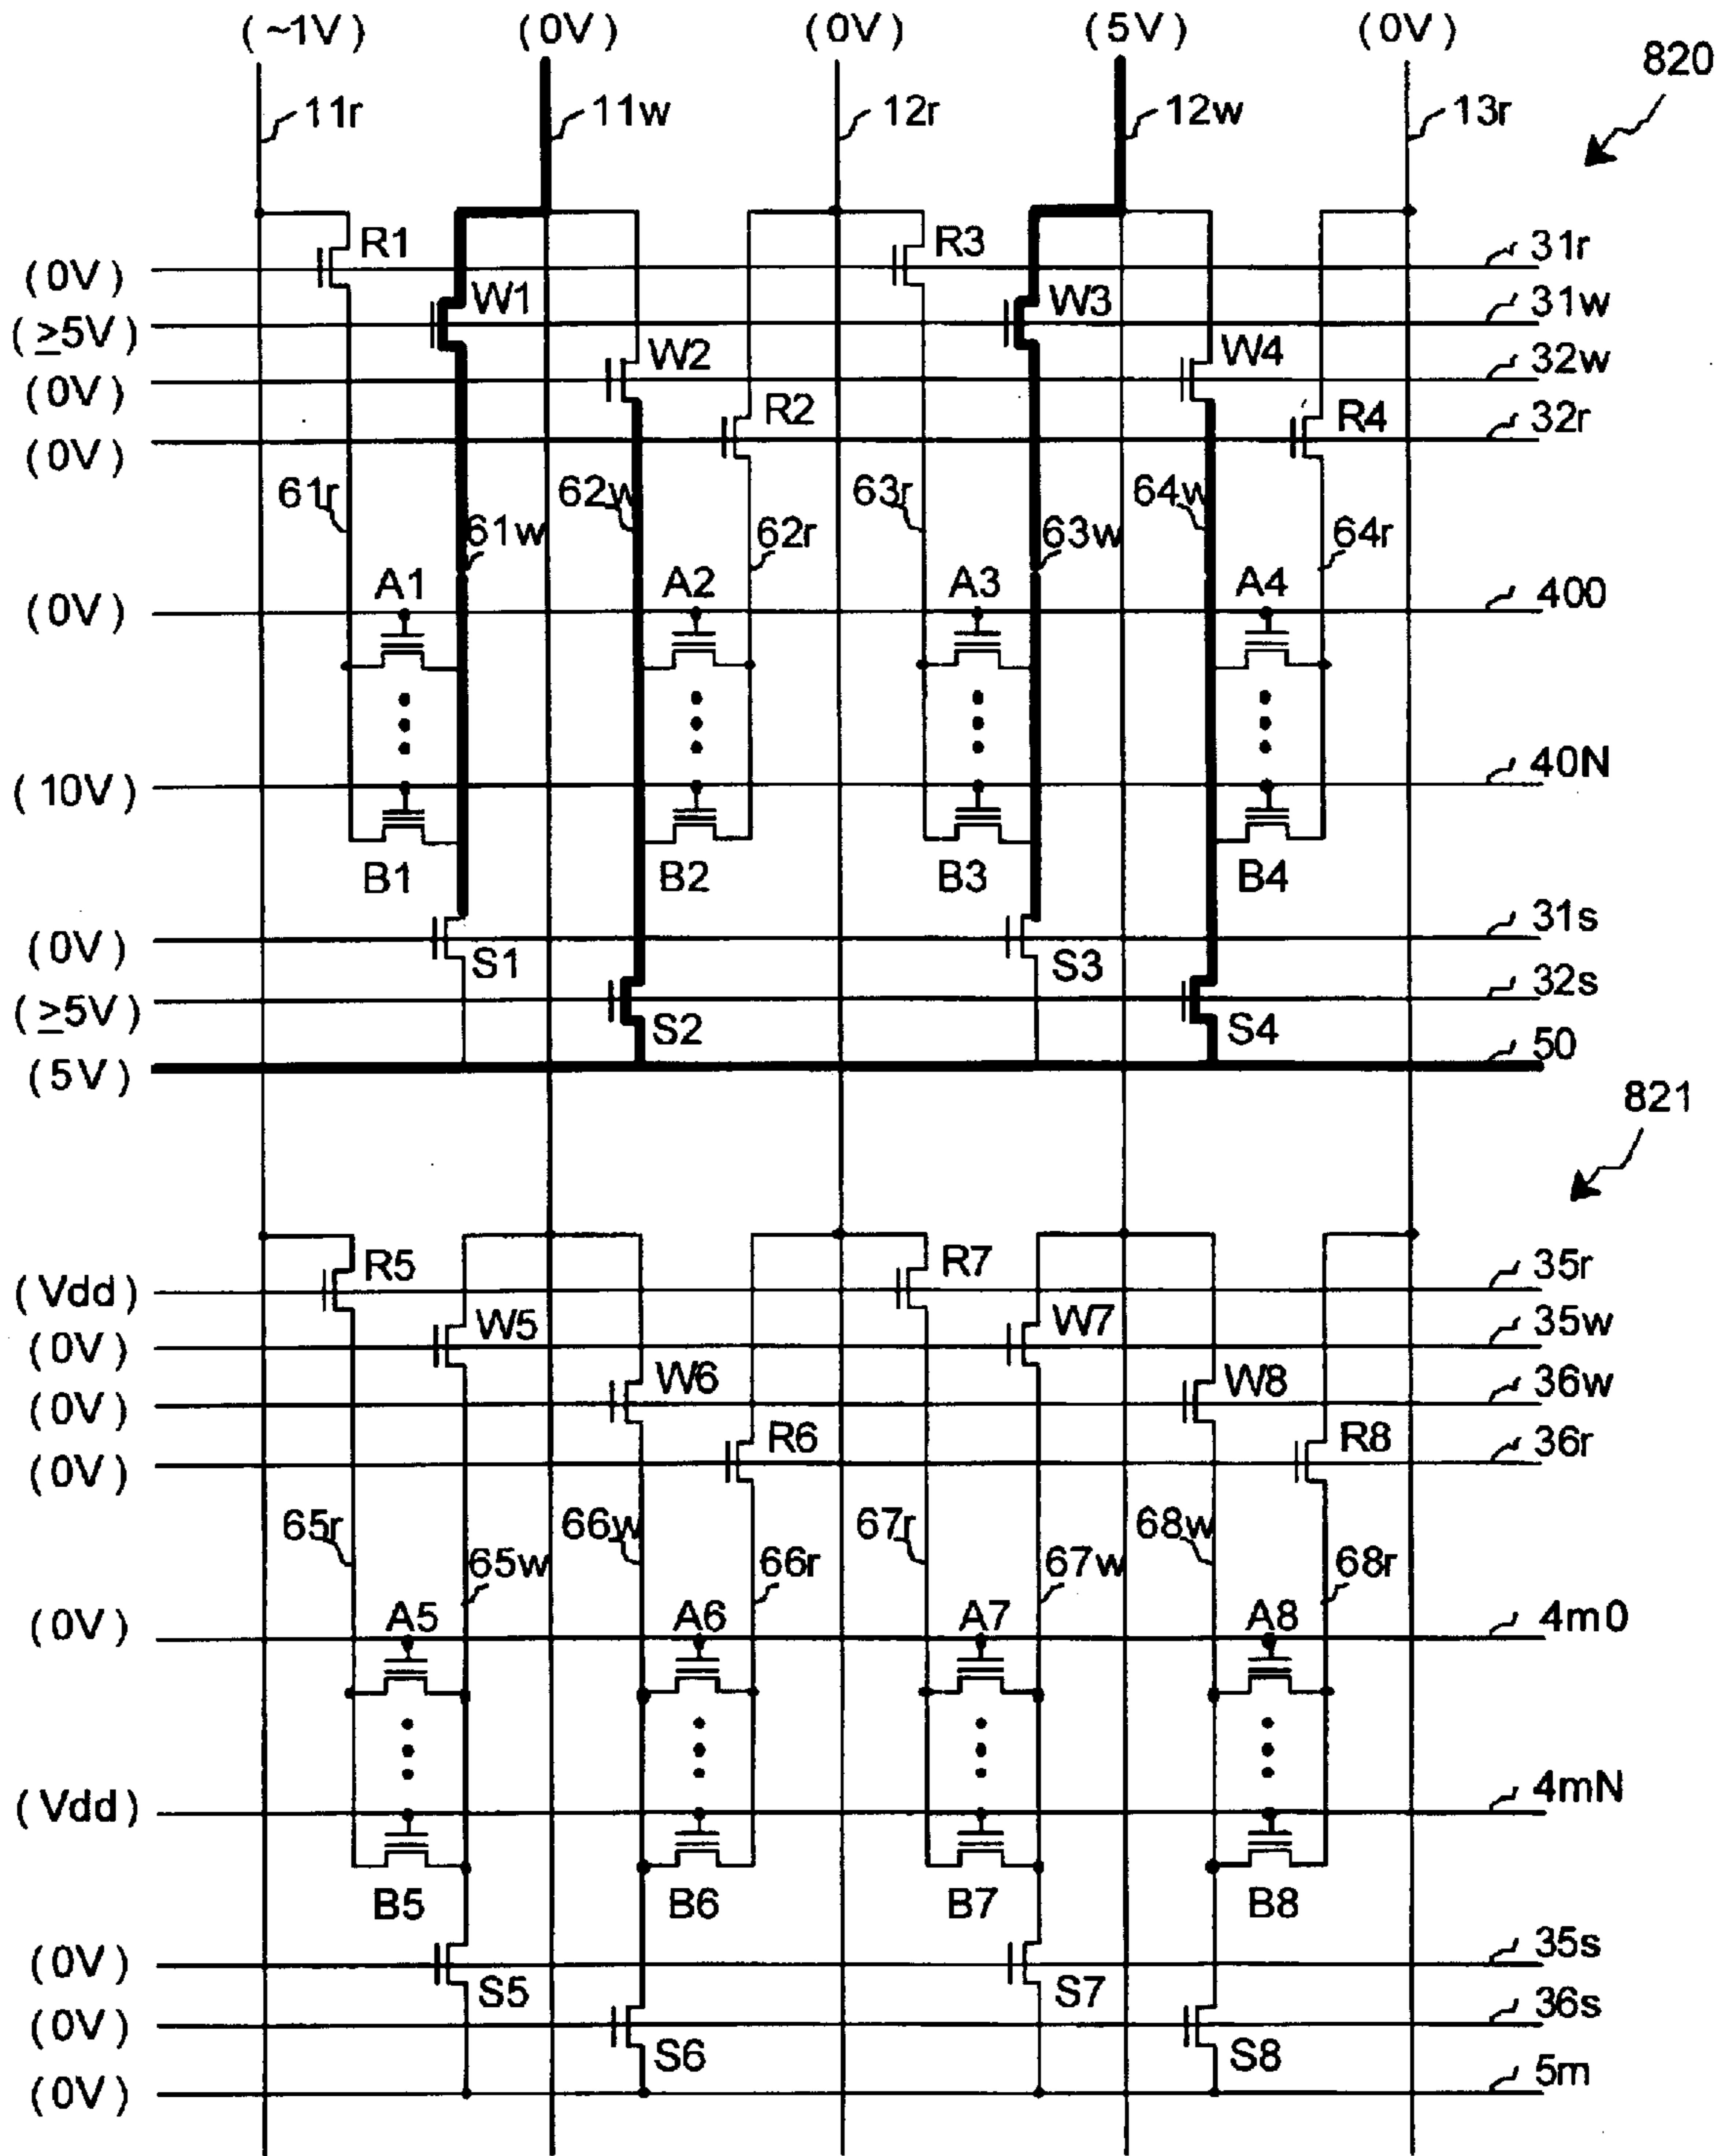 (~1V) (0V) (0V) (5V) (0V)
820
11r 11w 12r 12w 13r
R1 R3 31r
(0V)
W1 W3 31w
(≥5V)
W2 W4 32w
(0V)
R2 R4 32r
(0V)
61r 62w 63r 64w
61w 62r 63w 64r
(0V) A1 A2 A3 A4 400
(10V) 40N
B1 B2 B3 B4
(0V) 31s
S1 S3
(≥5V) 32s
S2 S4
(5V) 50
821
R5 R7 35r
(Vdd)
W5 W7 35w
(0V)
W6 W8 36w
(0V)
R6 R8 36r
(0V)
65r 66w 67r 68w
65w 66r 67w 68r
(0V) A5 A6 A7 A8 4m0
(Vdd) 4mN
B5 B6 B7 B8
(0V) 35s
S5 S7
(0V) 36s
S6 S8
(0V) 5m